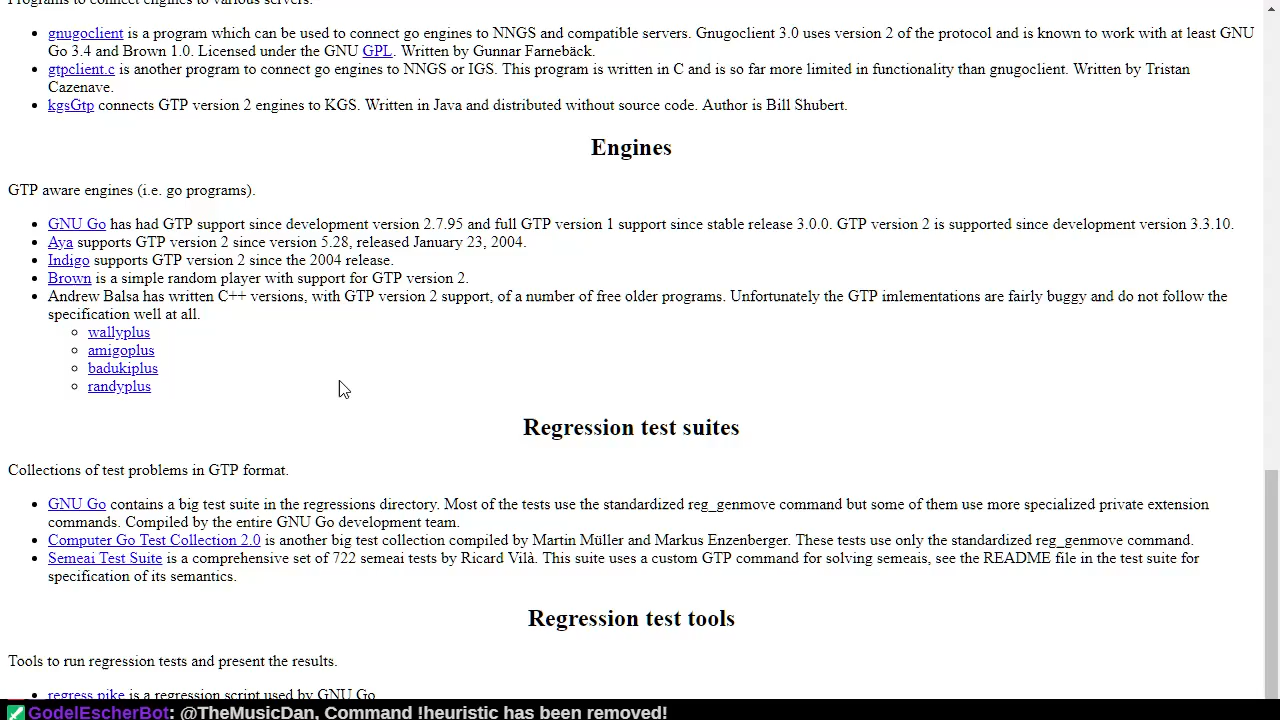 Programs to connect engines to various servers.
gnugoclient is a program which can be used to connect go engines to NNGS and compatible servers. Gnugoclient 3.0 uses version 2 of the protocol and is known to work with at least GNU
Go 3.4 and Brown 1.0. Licensed under the GNU GPL. Written by Gunnar Farnebäck.
gtpclient.c is another program to connect go engines to NNGS or IGS. This program is written in C and is so far more limited in functionality than gnugoclient. Written by Tristan
Cazenave.
kgsGtp connects GTP version 2 engines to KGS. Written in Java and distributed without source code. Author is Bill Shubert.
Engines
GTP aware engines (i.e. go programs).
GNU Go has had GTP support since development version 2.7.95 and full GTP version 1 support since stable release 3.0.0. GTP version 2 is supported since development version 3.3.10.
Aya supports GTP version 2 since version 5.28, released January 23, 2004.
Indigo supports GTP version 2 since the 2004 release.
Brown is a simple random player with support for GTP version 2.
Andrew Balsa has written C++ versions, with GTP version 2 support, of a number of free older programs. Unfortunately the GTP imlementations are fairly buggy and do not follow the
specification well at all.
wallyplus
amigoplus
badukiplus
randyplus
Regression test suites
Collections of test problems in GTP format.
GNU Go contains a big test suite in the regressions directory. Most of the tests use the standardized reg_genmove command but some of them use more specialized private extension
commands. Compiled by the entire GNU Go development team.
Computer Go Test Collection 2.0 is another big test collection compiled by Martin Müller and Markus Enzenberger. These tests use only the standardized reg_genmove command.
Semeai Test Suite is a comprehensive set of 722 semeai tests by Ricard Vilà. This suite uses a custom GTP command for solving semeais, see the README file in the test suite for
specification of its semantics.
Regression test tools
Tools to run regression tests and present the results.
regress.pike is a regression script used by GNU Go
GodelEscherBot: @TheMusicDan, Command !heuristic has been removed!